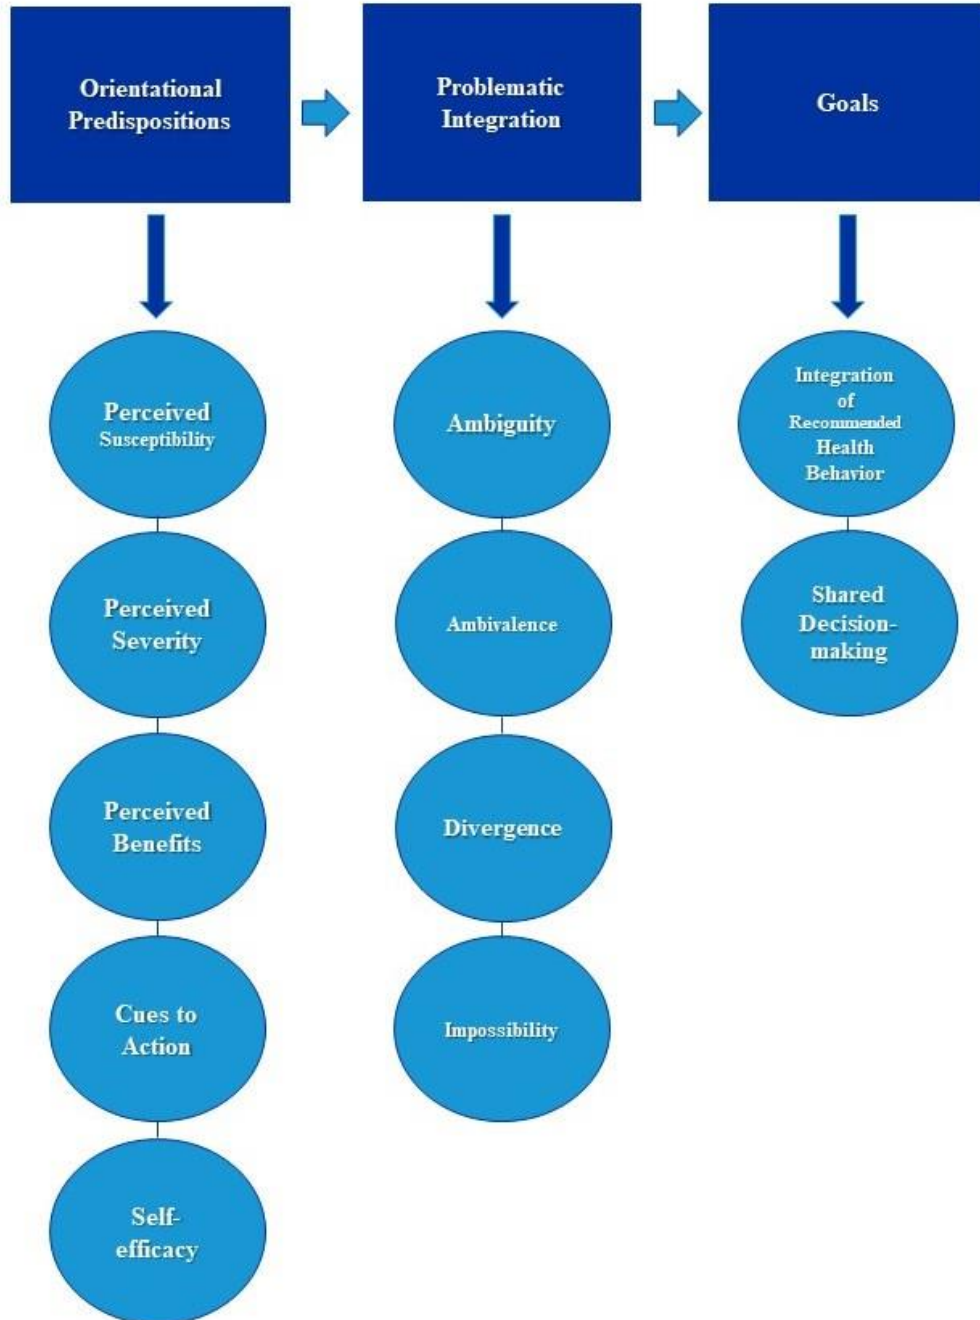 Orientational
Predispositions
Problematic
Integration
Goals
Perceived
Susceptibility
Perceived
Severity
Perceived
Benefits
Cues to
Action
Self-
efficacy
Ambiguity
Ambivalence
Divergence
Impossibility
Integration
of
Recommended
Health
Behavior
Shared
Decision-
making